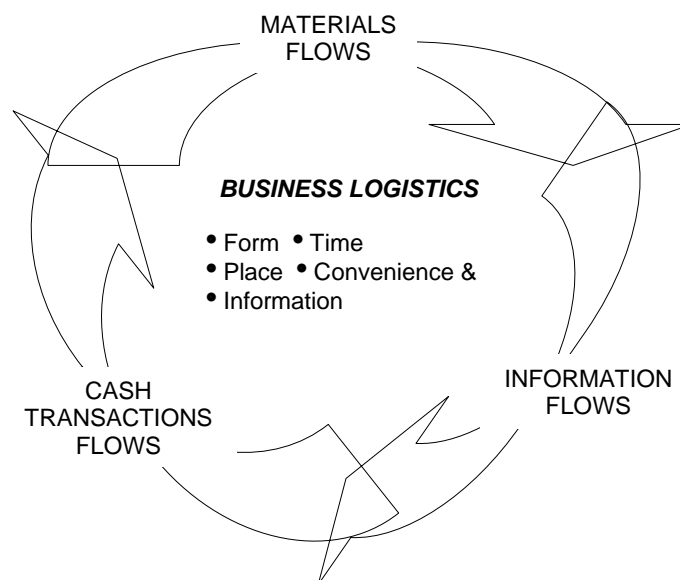 MATERIALS
FLOWS
BUSINESS LOGISTICS
• Form • Time
• Place • Convenience &
• Information
CASH
TRANSACTIONS
FLOWS
INFORMATION
FLOWS